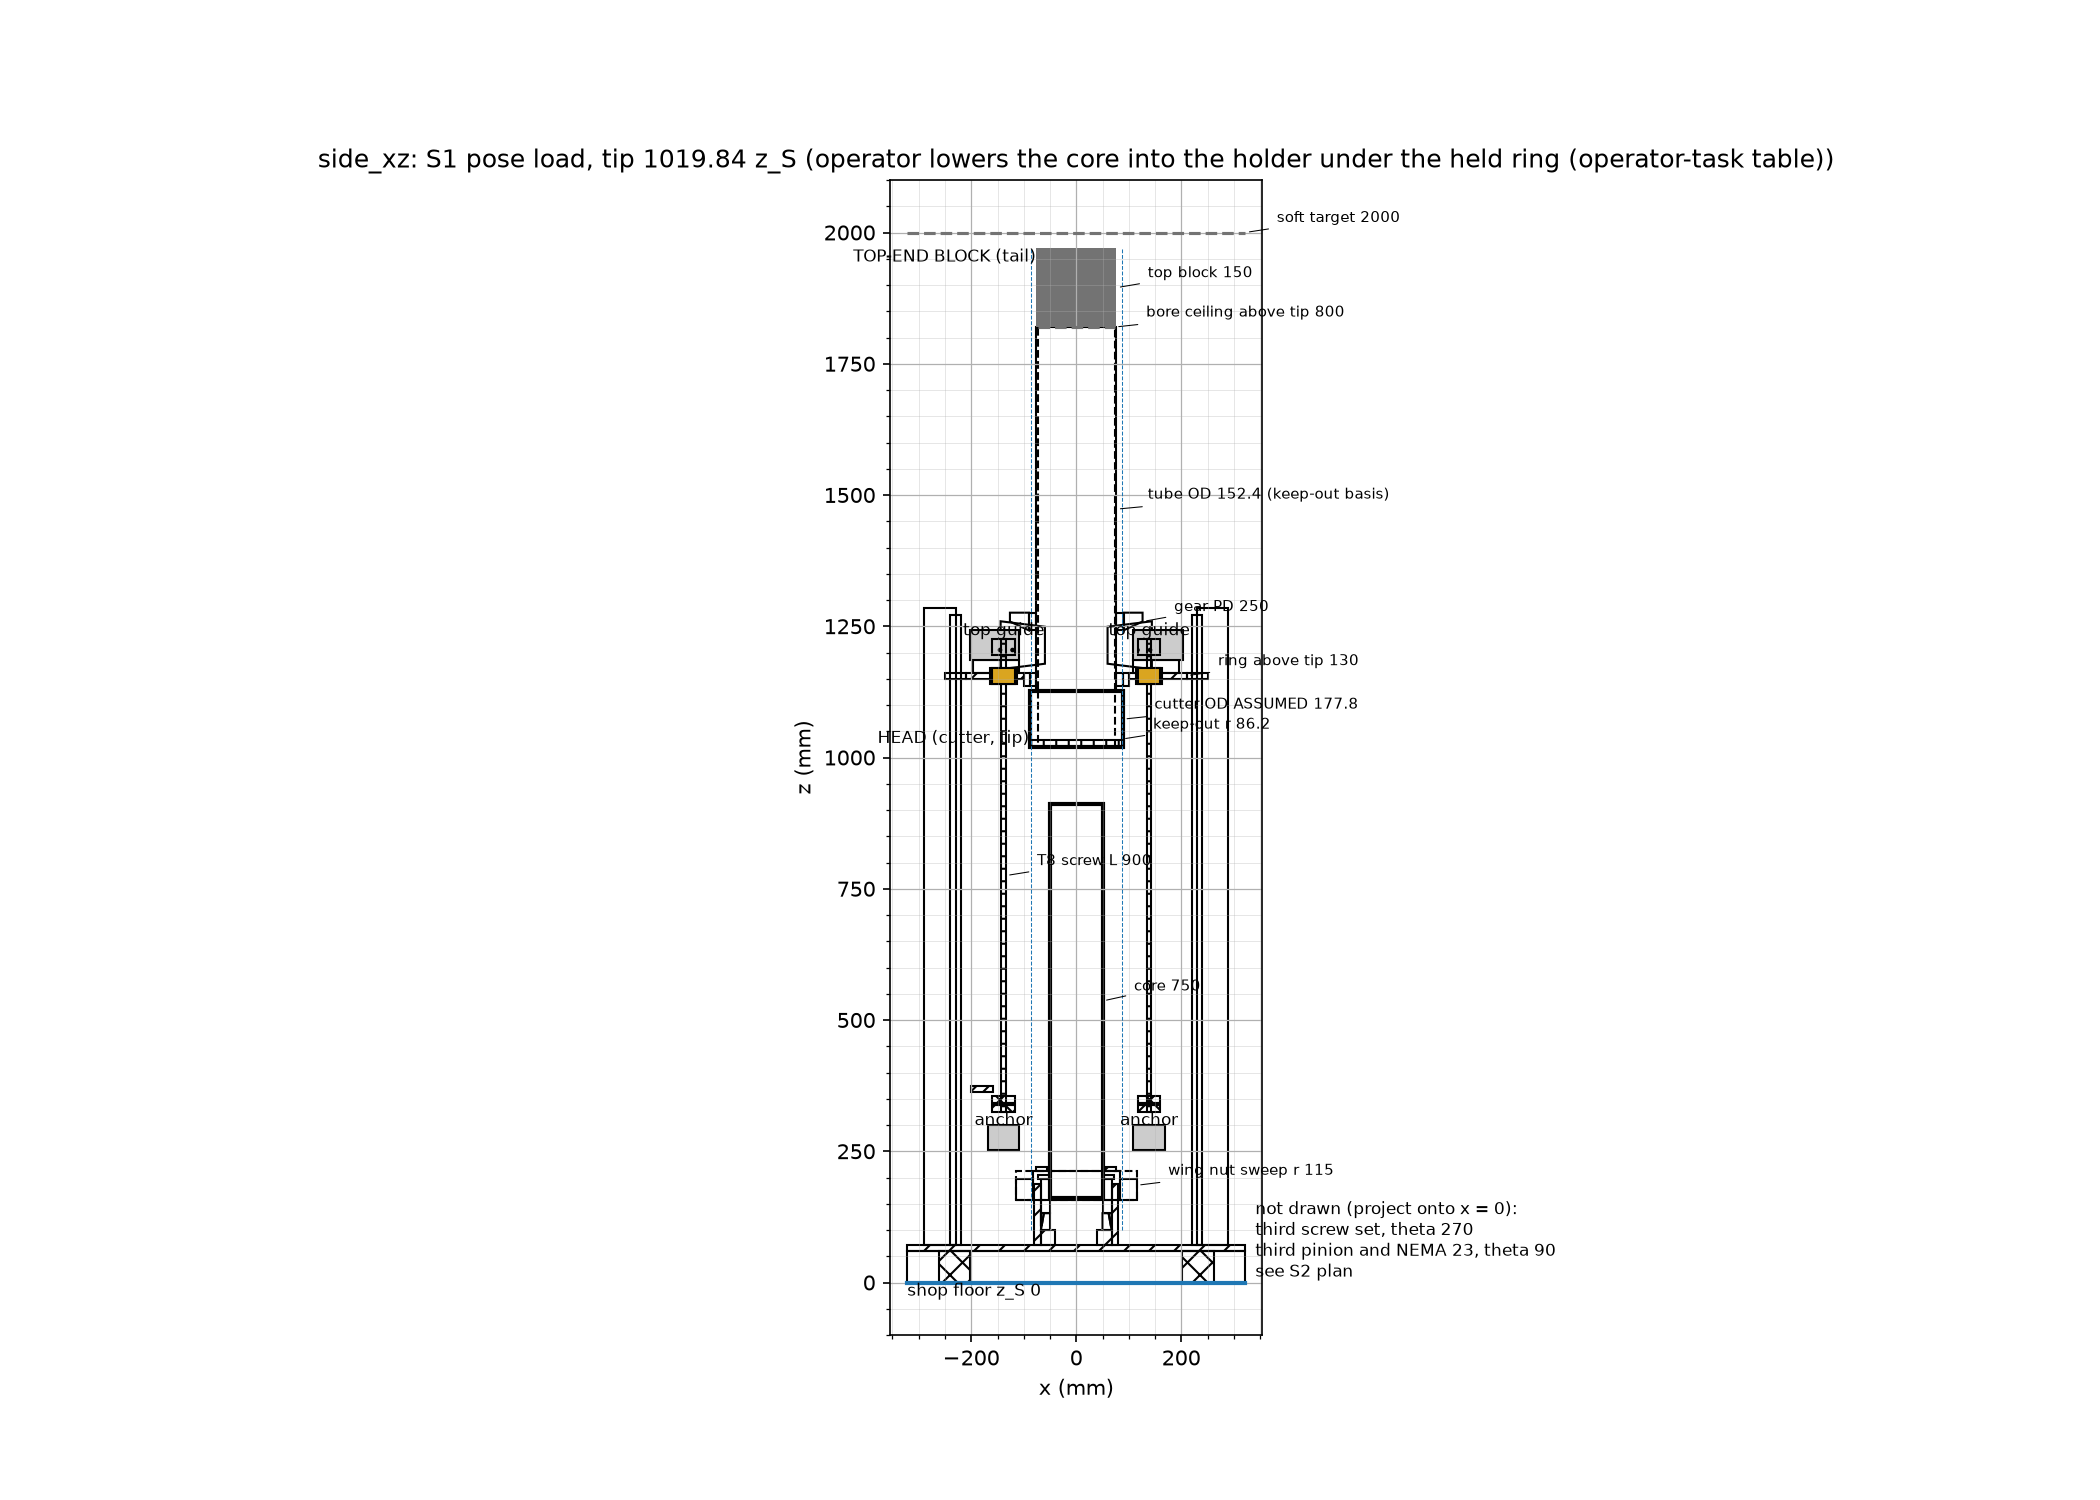 side_xz: S1 pose load, tip 1019.84 z_S (operator lowers the core into the holder under the held ring (operator-task table))
soft target 2000
2000
TOP-END BLOCK (tail)
top block 150
bore ceiling above tip 800
1750
1500
tube OD 152.4 (keep-out basis)
gear PD 250
1250
top guide
top guide
ring above tip 130
cutter OD ASSUMED 177.8
keep-out r 86.2
HEAD (cutter, tip)
1000
z (mm)
T8 screw L 900
750
core 750
500
anchor
anchor
250
wing nut sweep r 115
not drawn (project onto x = 0):
third screw set, theta 270
third pinion and NEMA 23, theta 90
see S2 plan
0
shop floor z_S 0
−200
0
200
x (mm)